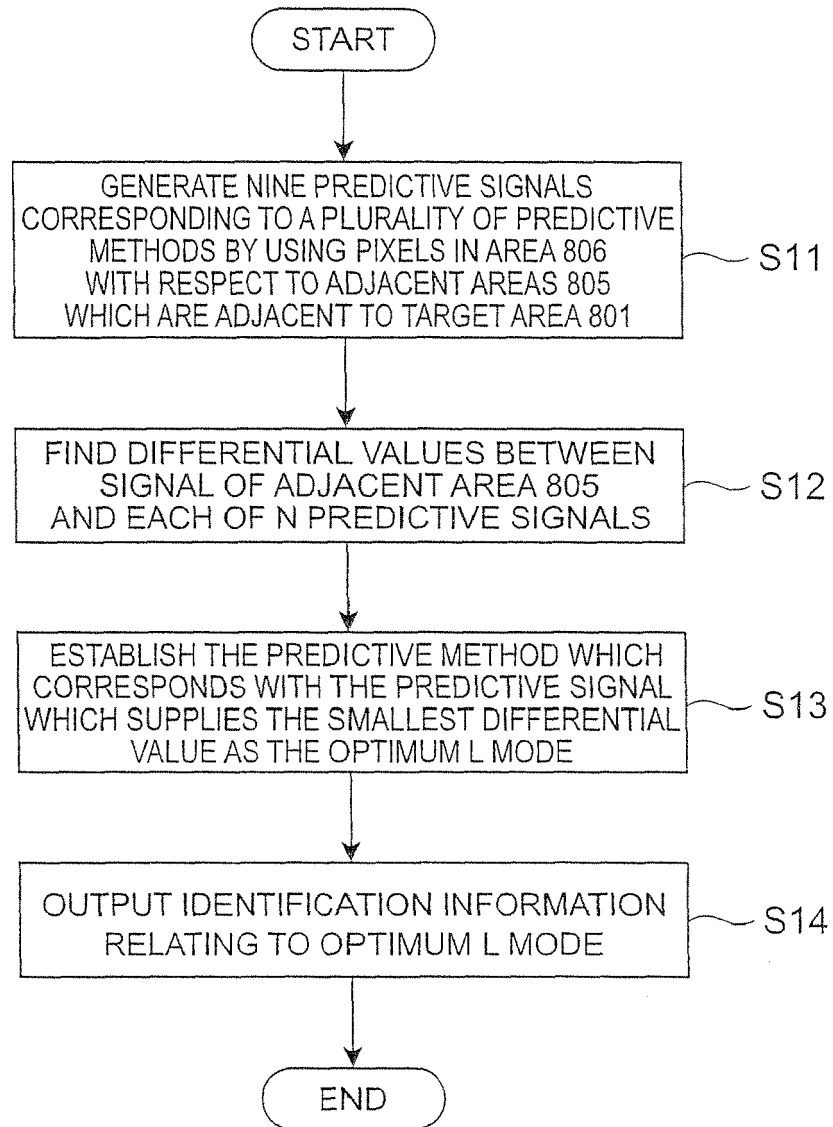 START
GENERATE NINE PREDICTIVE SIGNALS
CORRESPONDING TO A PLURALITY OF PREDICTIVE
METHODS BY USING PIXELS IN AREA 806
WITH RESPECT TO ADJACENT AREAS 805
WHICH ARE ADJACENT TO TARGET AREA 801
S11
FIND DIFFERENTIAL VALUES BETWEEN
SIGNAL OF ADJACENT AREA 805
AND EACH OF N PREDICTIVE SIGNALS
S12
ESTABLISH THE PREDICTIVE METHOD WHICH
CORRESPONDS WITH THE PREDICTIVE SIGNAL
WHICH SUPPLIES THE SMALLEST DIFFERENTIAL
VALUE AS THE OPTIMUM L MODE
S13
OUTPUT IDENTIFICATION INFORMATION
RELATING TO OPTIMUM L MODE
S14
END